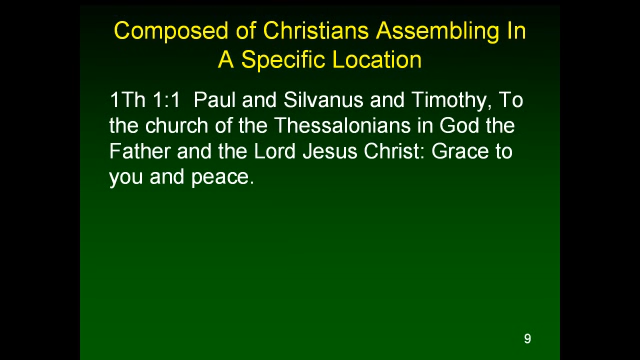 Composed of Christians Assembling In
A Specific Location
1Th 1:1  Paul and Silvanus and Timothy, To
the church of the Thessalonians in God the
Father and the Lord Jesus Christ: Grace to
you and peace.
9